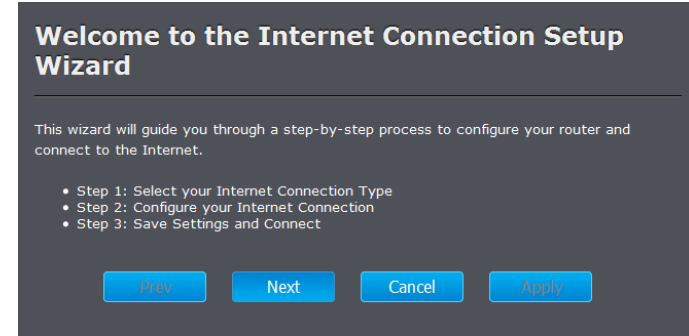 Welcome to the Internet Connection Setup
Wizard
This wizard will guide you through a step-by-step process to configure your router and
connect to the Internet.
• Step 1: Select your Internet Connection Type
• Step 2: Configure your Internet Connection
• Step 3: Save Settings and Connect
Prev Next Cancel Apply